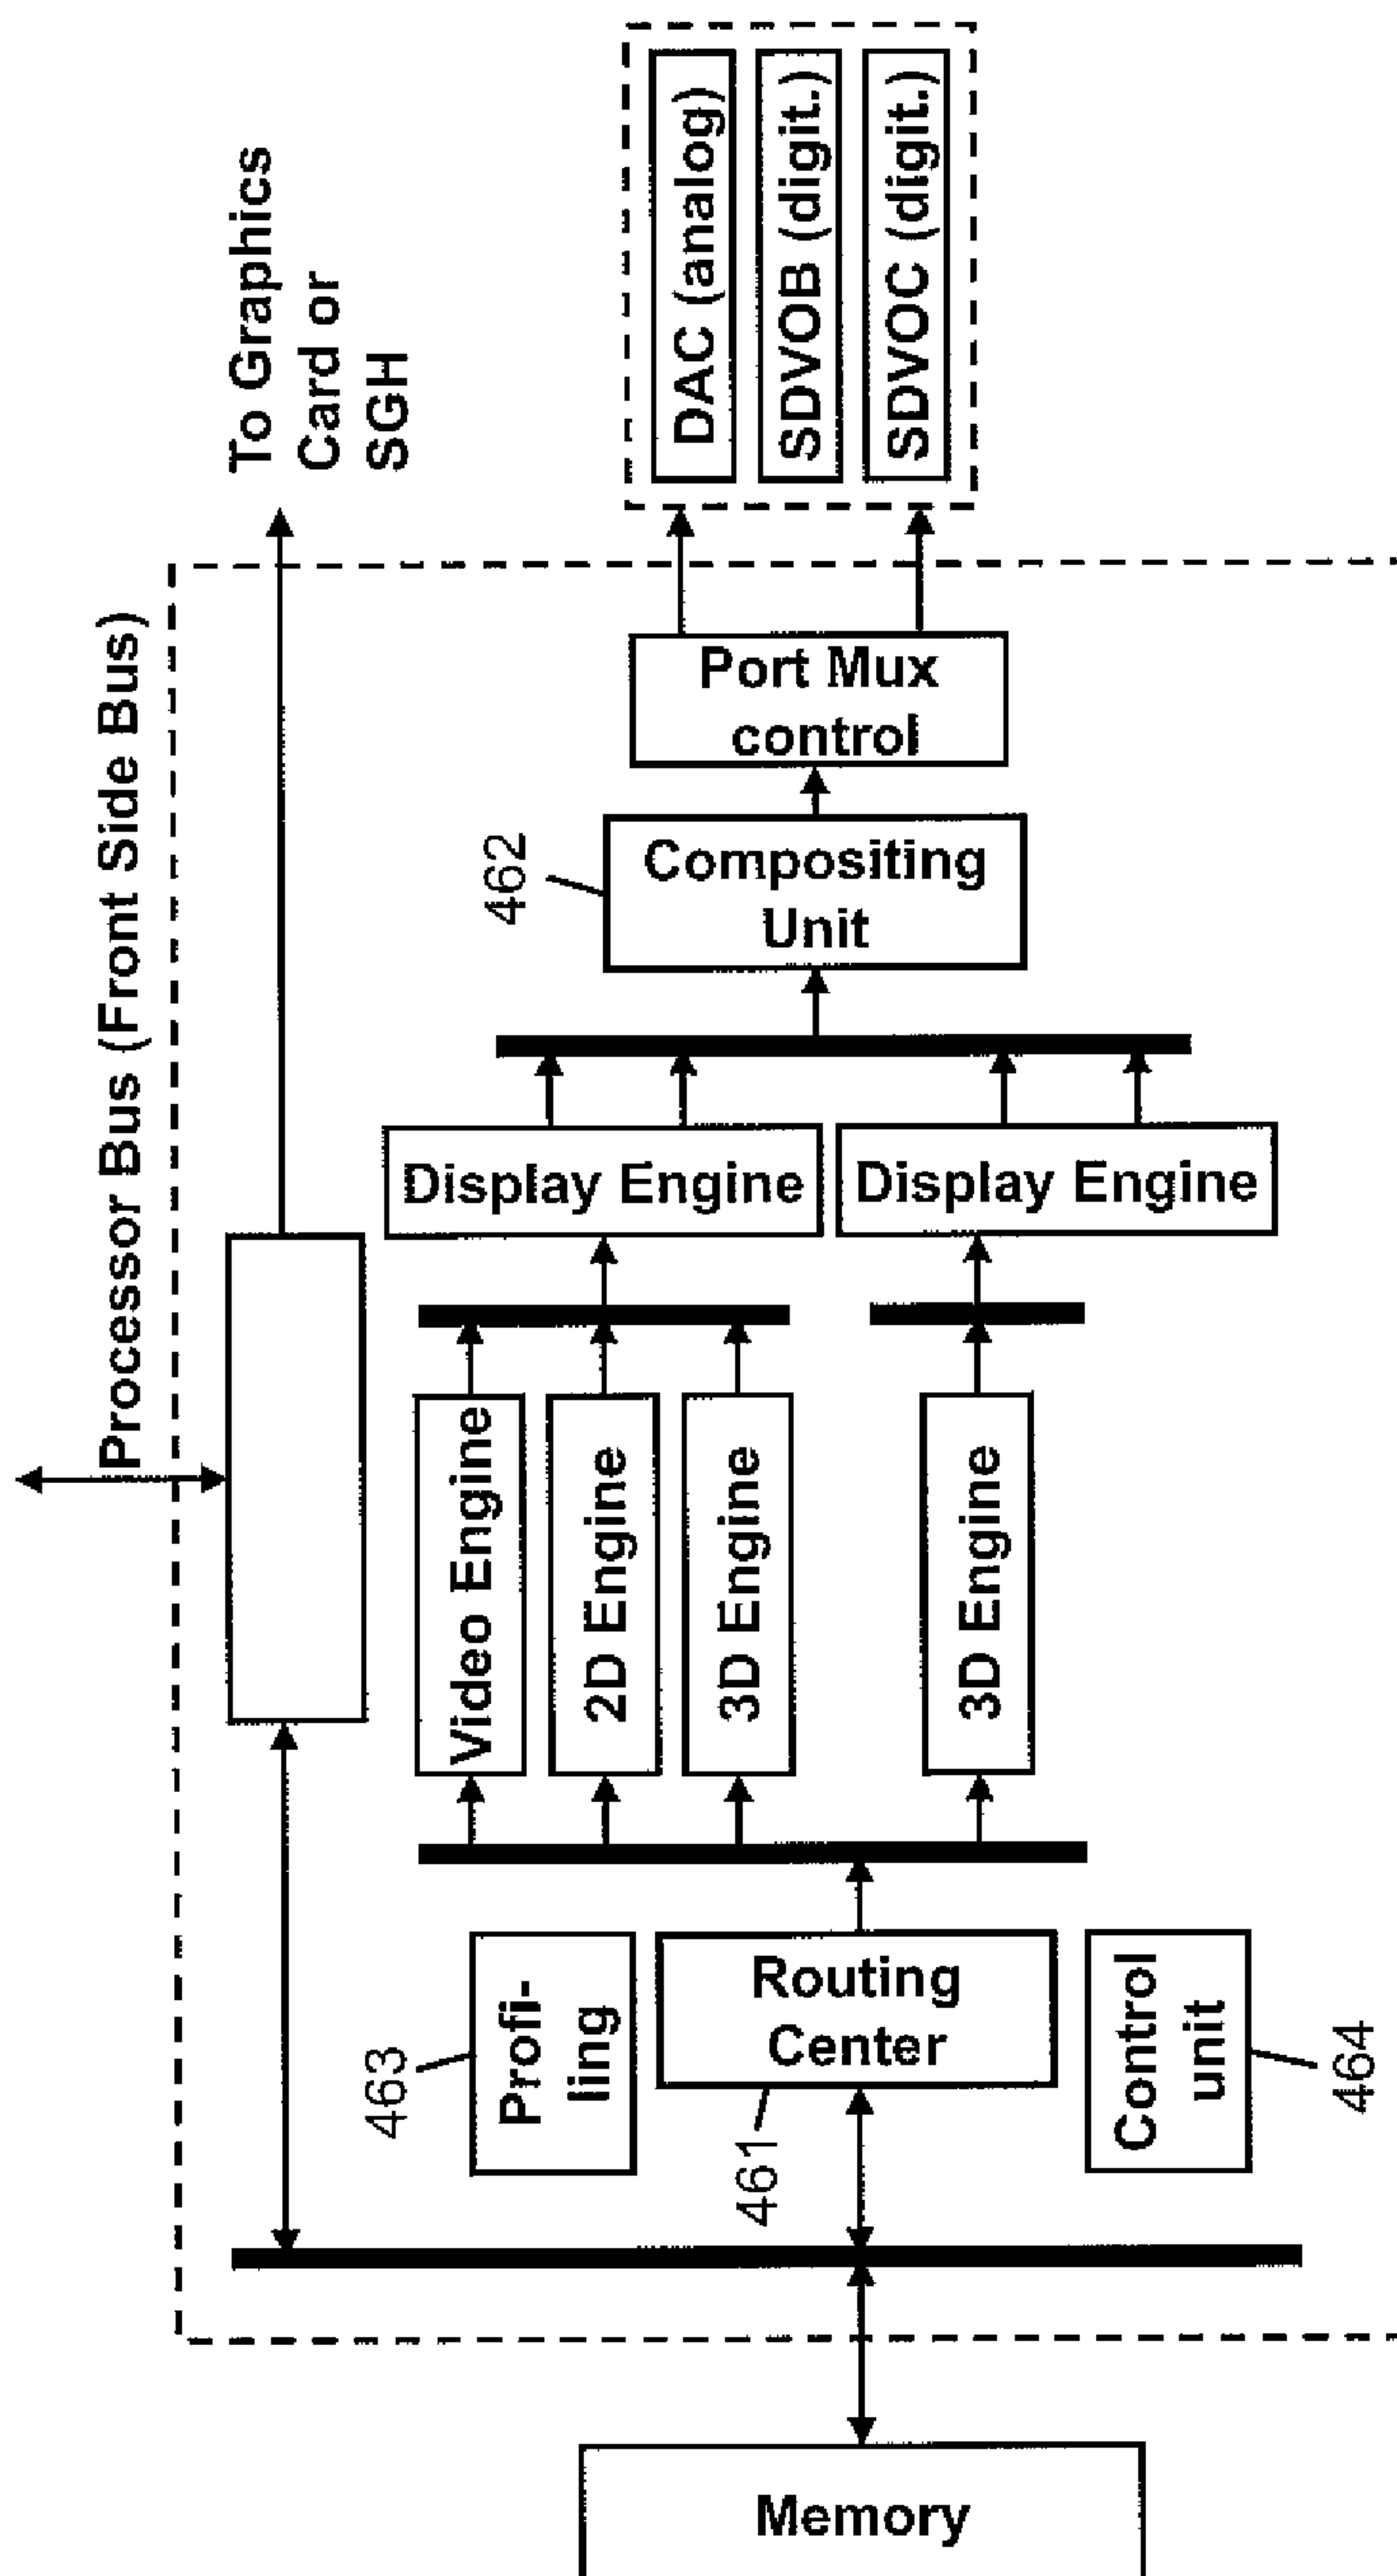 Processor Bus (Front Side Bus)
To Graphics
Card or
SGH
DAC (analog)
SDVOB (digit.)
SDVOC (digit.)
Port Mux
control
462
Compositing
Unit
Display Engine
Display Engine
Video Engine
2D Engine
3D Engine
3D Engine
463
Profi-
ling
Routing
Center
461
Control
unit
464
Memory